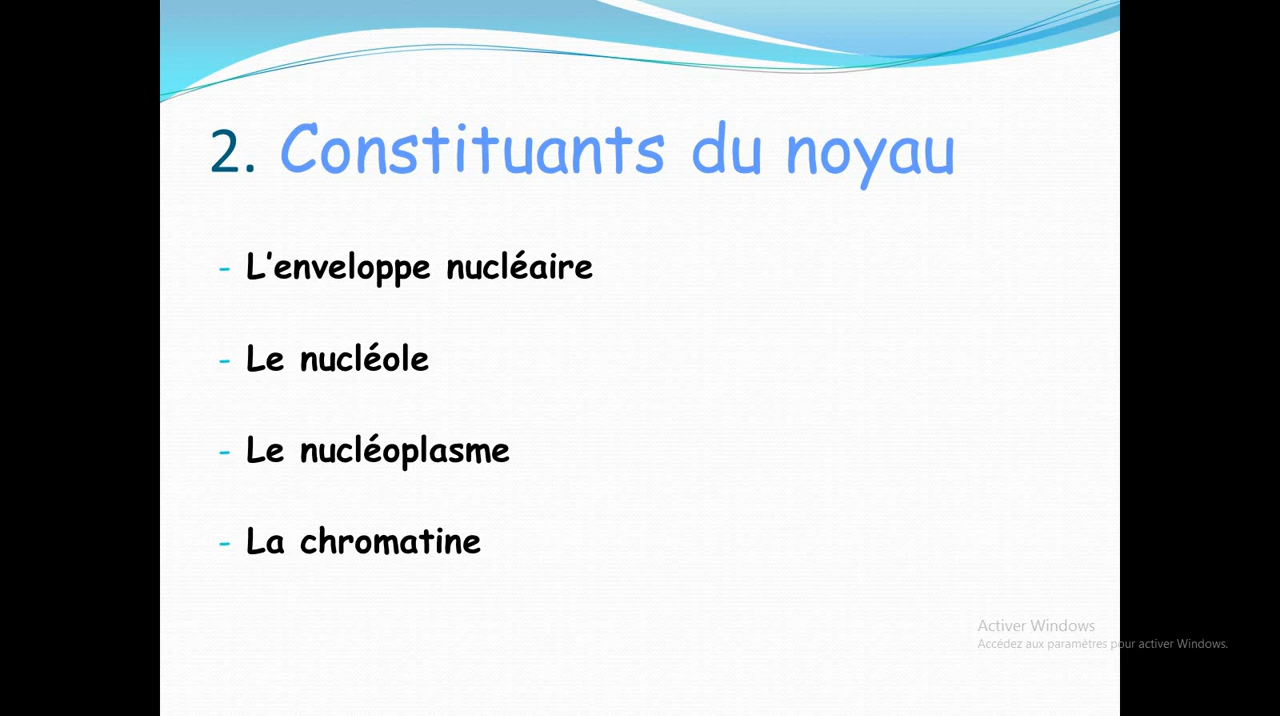 2. Constituants du noyau
- L’enveloppe nucléaire
- Le nucléole
- Le nucléoplasme
- La chromatine
Activer Windows
Accédez aux paramètres pour activer Windows.